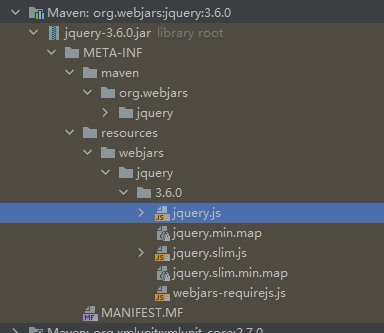 Maven: org.webjars:jquery:3.6.0
jquery-3.6.0.jar library root
META-INF
maven
org.webjars
jquery
resources
webjars
jquery
3.6.0
jquery.js
jquery.min.map
jquery.slim.js
jquery.slim.min.map
webjars-requirejs.js
MANIFEST.MF
Maven: org.xmlunit:xmlunit-core:2.7.0